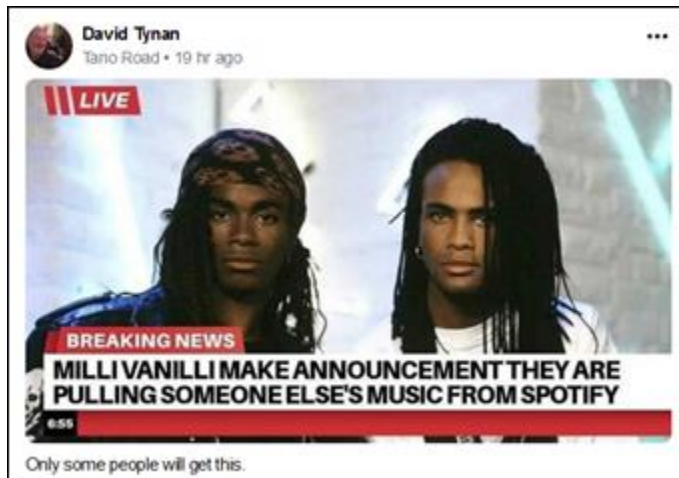 David Tynan
Tano Road • 19 hr ago
LIVE
BREAKING NEWS
MILLI VANILLI MAKE ANNOUNCEMENT THEY ARE
PULLING SOMEONE ELSE'S MUSIC FROM SPOTIFY
6:55
Only some people will get this.